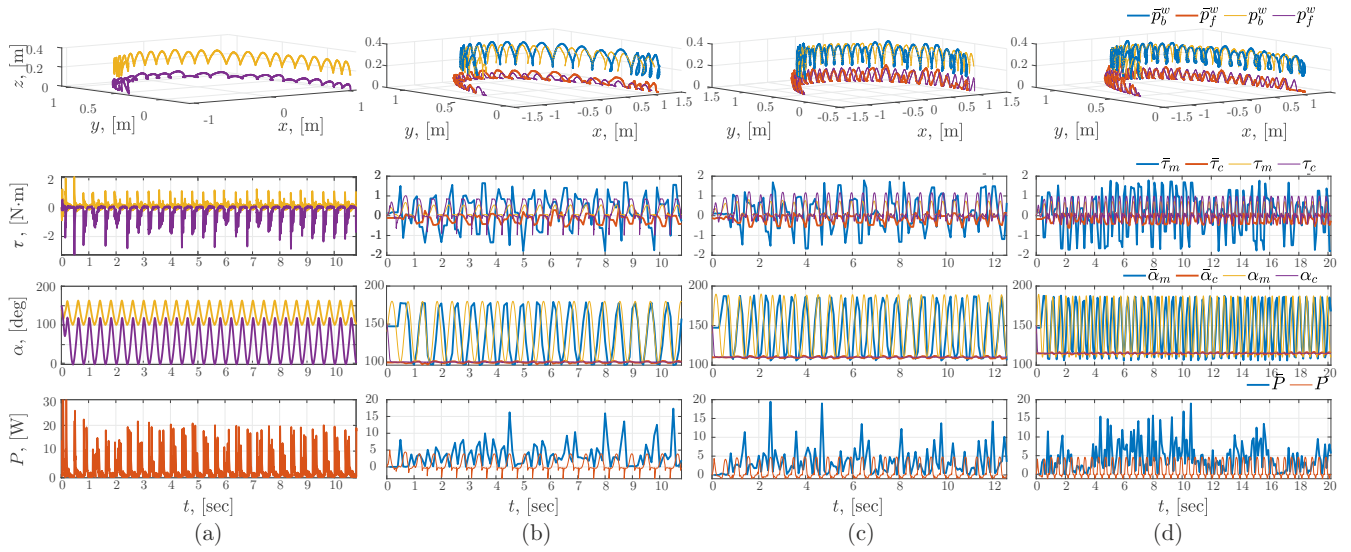 p̄_b^w p̄_f^w p_b^w p_f^w
0.4 0.4 0.4 0.4
0.2 0.2 0.2 0.2
0 0 0 0
z, [m]
1 0.5 0 -1 0 1
1 0.5 0 -1.5 -1 -0.5 0 0.5 1 1.5
1.5 1 0.5 0 -1.5 -1 -0.5 0 0.5 1 1.5
1 0.5 0 -1.5 -1 -0.5 0 0.5 1
y, [m] x, [m] y, [m] x, [m] y, [m] x, [m] y, [m] x, [m]
τ̄_m τ̄_c τ_m τ_c
τ, [N·m]
2 0 -2
2 1 0 -1 -2
2 1 0 -1 2
2 1 0 -1 2
0 1 2 3 4 5 6 7 8 9 10
0 1 2 3 4 5 6 7 8 9 10
0 2 4 6 8 10 12
0 2 4 6 8 10 12 14 16 18 20
ᾱ_m ᾱ_c α_m α_c
α, [deg]
200 100 0
200 150 100
200 150 100
200 150 100
0 1 2 3 4 5 6 7 8 9 10
0 1 2 3 4 5 6 7 8 9 10
0 2 4 6 8 10 12
0 2 4 6 8 10 12 14 16 18 20
P̄ P
P, [W]
30 20 10 0
20 15 10 5 0
20 15 10 5 0
20 15 10 5 0
0 1 2 3 4 5 6 7 8 9 10
0 1 2 3 4 5 6 7 8 9 10
0 2 4 6 8 10 12
0 2 4 6 8 10 12 14 16 18 20
t, [sec] t, [sec] t, [sec] t, [sec]
(a) (b) (c) (d)